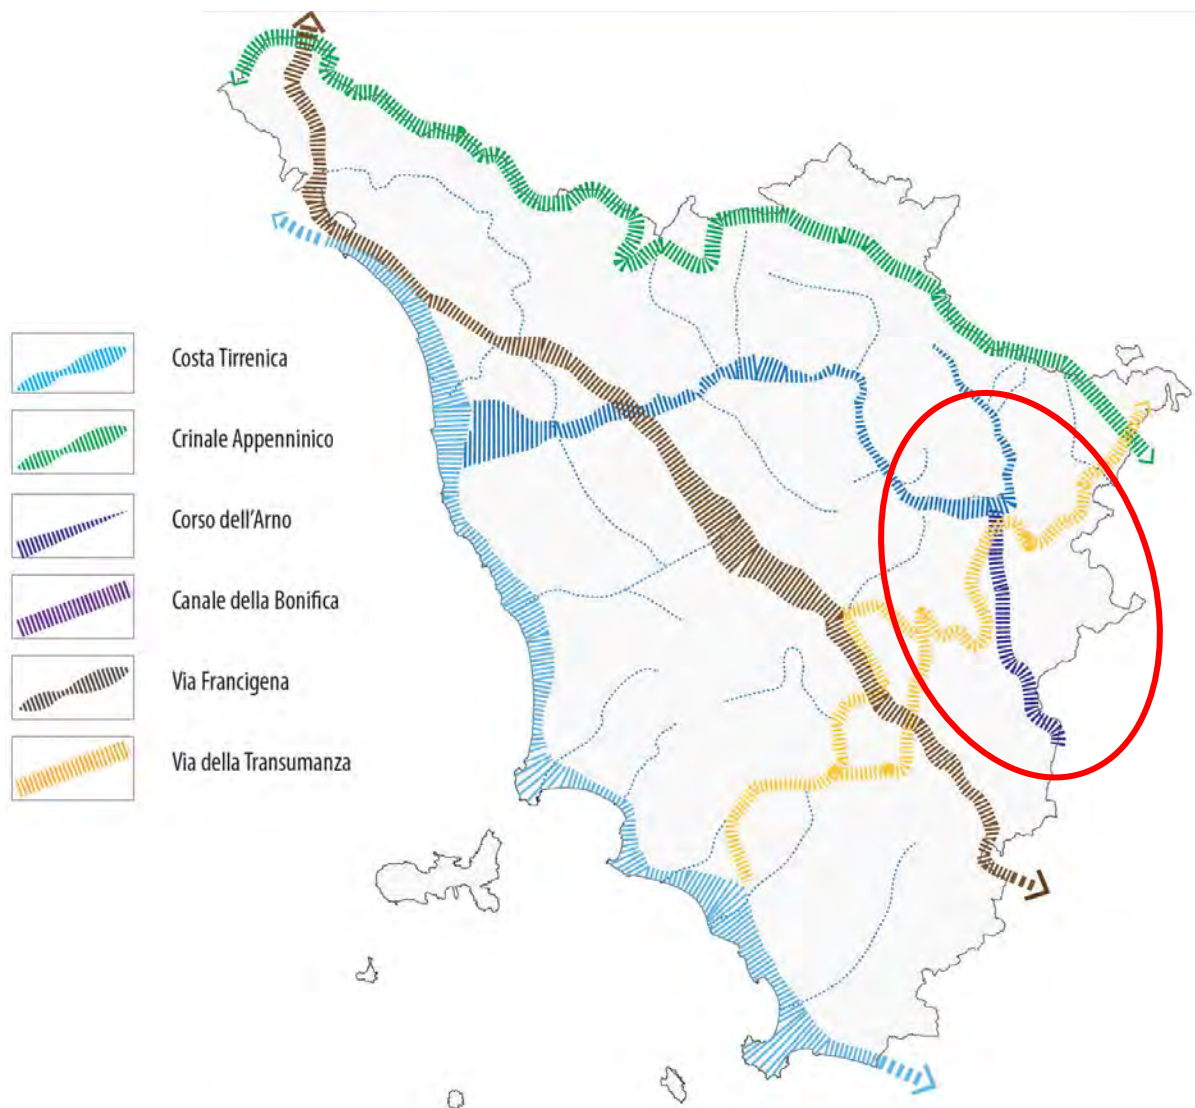 Costa Tirrenica
Crinale Appenninico
Corso dell'Arno
Canale della Bonifica
Via Francigena
Via della Transumanza